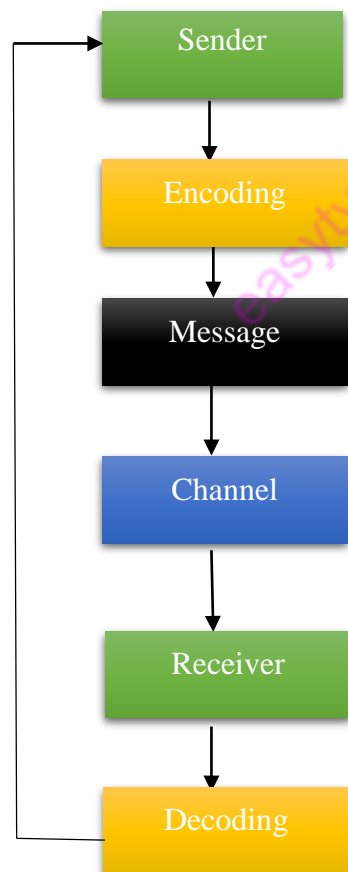 Sender
Encoding
Message
Channel
Receiver
Decoding